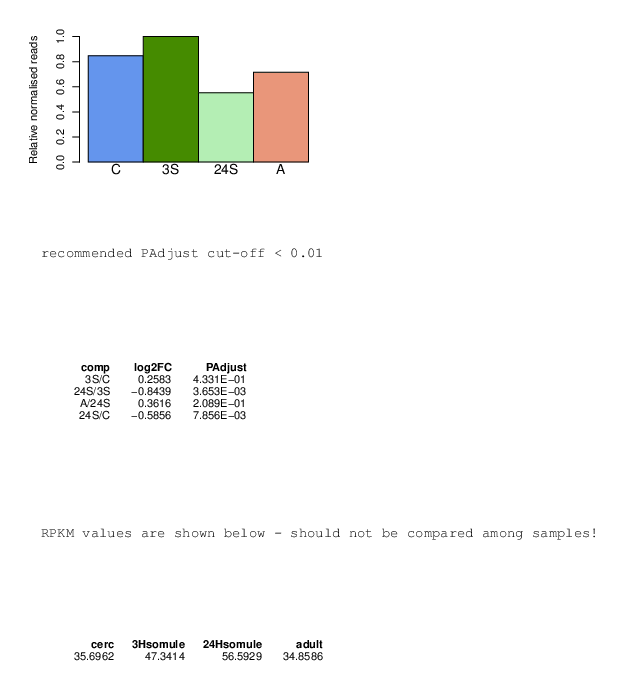 Relative normalised reads
1.0
0.8
0.6
0.4
0.2
0.0
C 3S 24S A
recommended PAdjust cut-off < 0.01
comp log2FC PAdjust
3S/C 0.2583 4.331E−01
24S/3S −0.8439 3.653E−03
A/24S 0.3616 2.089E−01
24S/C −0.5856 7.856E−03
RPKM values are shown below - should not be compared among samples!
cerc 3Hsomule 24Hsomule adult
35.6962 47.3414 56.5929 34.8586